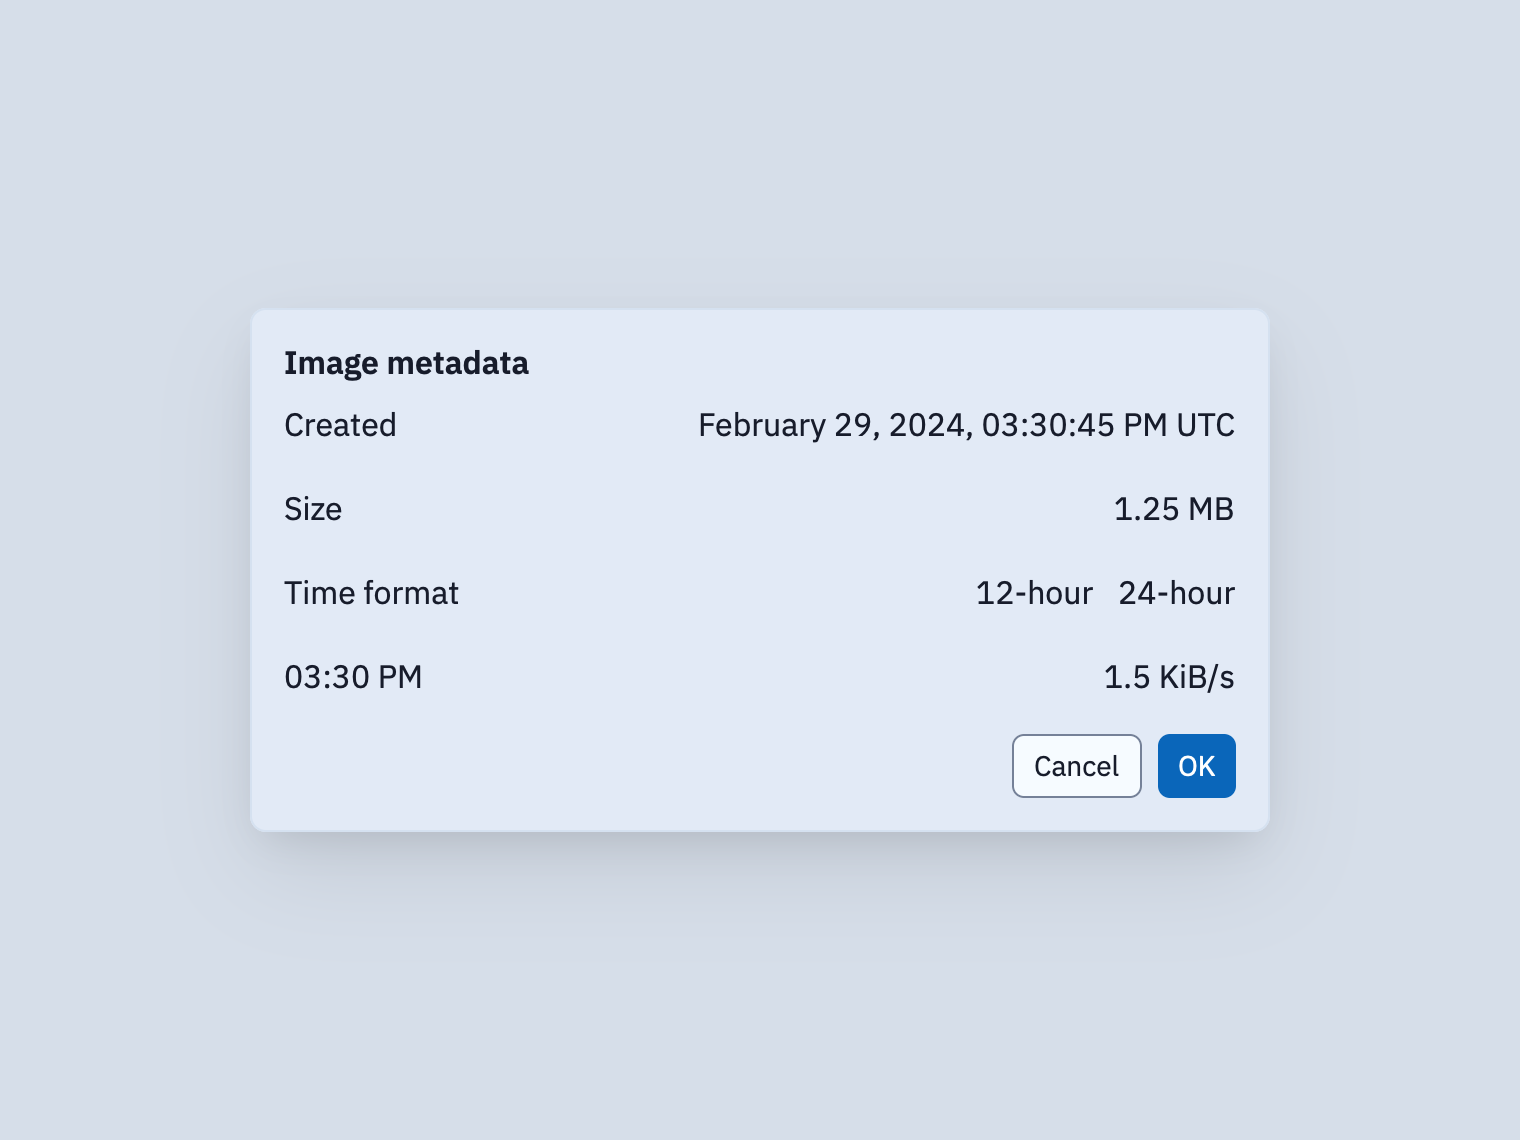 Image metadata
Created February 29, 2024, 03:30:45 PM UTC
Size 1.25 MB
Time format 12-hour 24-hour
03:30 PM 1.5 KiB/s
Cancel OK